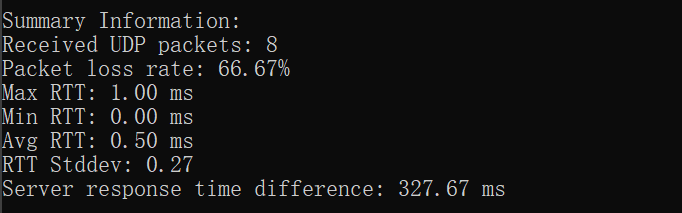 Summary Information:
Received UDP packets: 8
Packet loss rate: 66.67%
Max RTT: 1.00 ms
Min RTT: 0.00 ms
Avg RTT: 0.50 ms
RTT Stddev: 0.27
Server response time difference: 327.67 ms